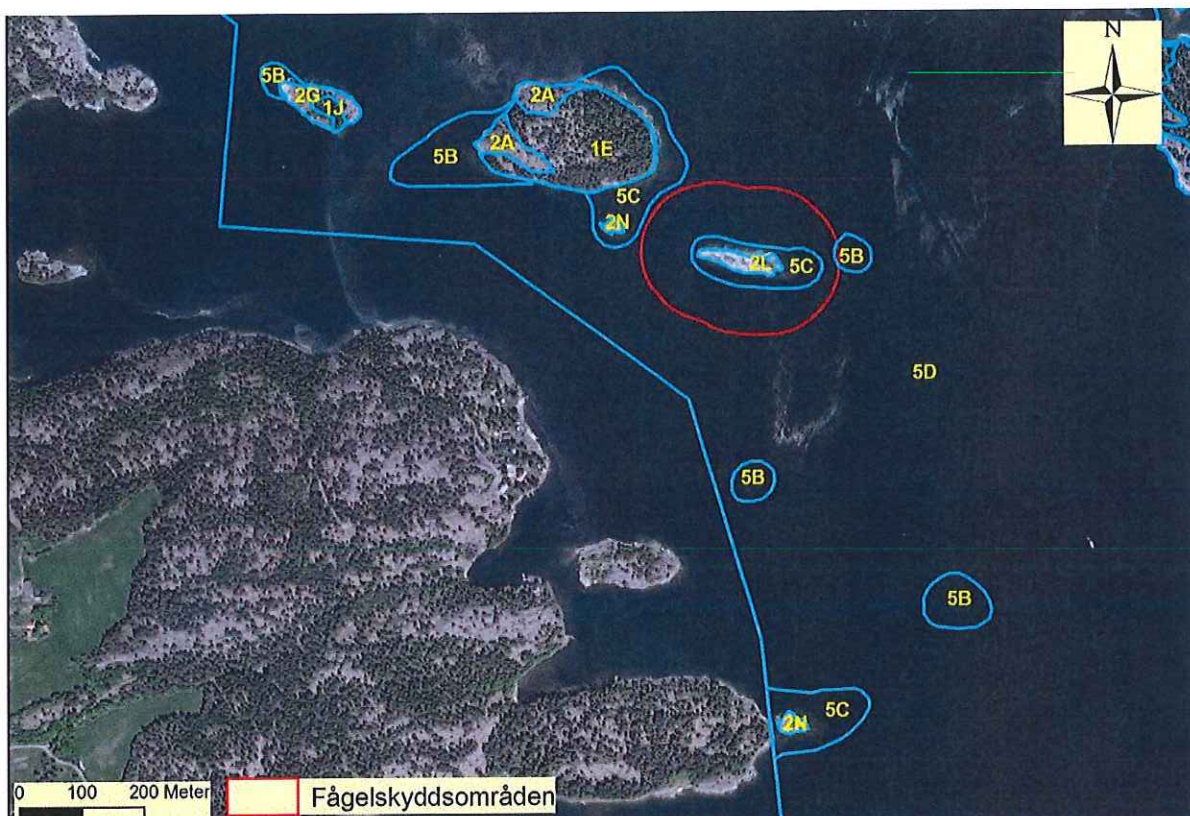 N
5B
2G
1J
2A
2A
1E
5B
5C
2N
2L
5C
5B
5D
5B
5B
5C
2N
0 100 200 Meter
Fågelskyddsområden